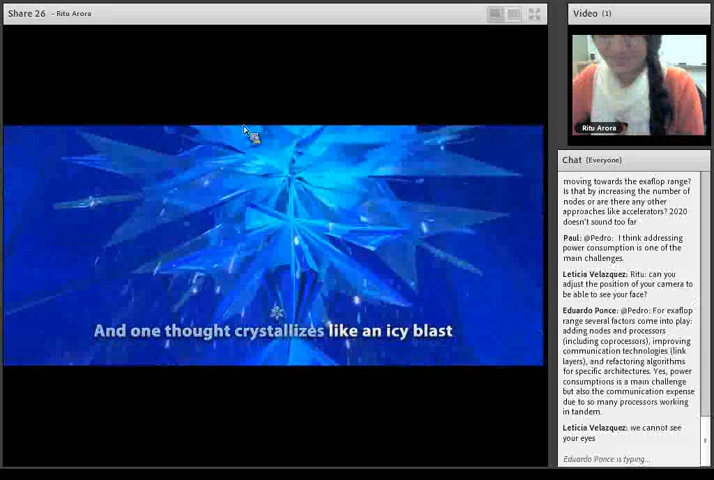 Share 26 - Ritu Arora
And one thought crystallizes like an icy blast
Video (1)
Ritu Arora
Chat (Everyone)
moving towards the exaflop range?
Is that by increasing the number of
nodes or are there any other
approaches like accelerators? 2020
doesn't sound too far
Paul: @Pedro: I think addressing
power consumption is one of the
main challenges.
Leticia Velazquez: Ritu: can you
adjust the position of your camera to
be able to see your face?
Eduardo Ponce: @Pedro: For exaflop
range several factors come into play:
adding nodes and processors
(including coprocessors), improving
communication technologies (link
layers), and refactoring algorithms
for specific architectures. Yes, power
consumptions is a main challenge
but also the communication expense
due to so many processors working
in tandem.
Leticia Velazquez: we cannot see
your eyes
Eduardo Ponce is typing...